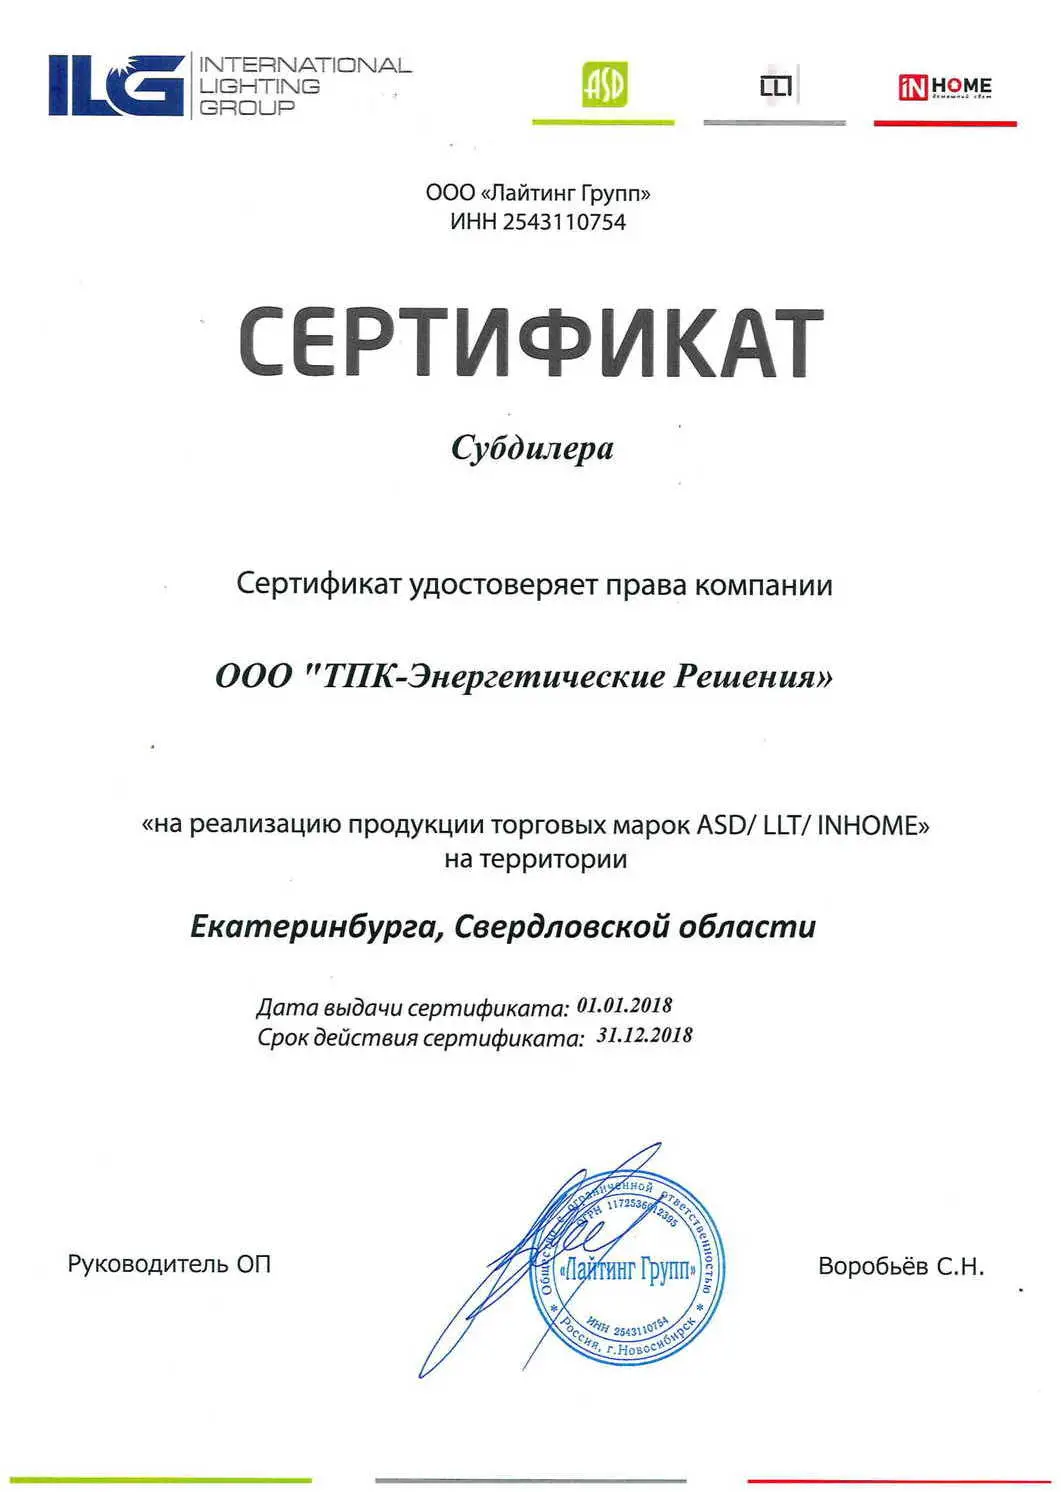 ILG
INTERNATIONAL
LIGHTING
GROUP
ASD
IN HOME
домашний свет
ООО «Лайтинг Групп»
ИНН 2543110754
СЕРТИФИКАТ
Субдилера
Сертификат удостоверяет права компании
ООО "ТПК-Энергетические Решения»
«на реализацию продукции торговых марок ASD/ LLT/ INHOME»
на территории
Екатеринбурга, Свердловской области
Дата выдачи сертификата: 01.01.2018
Срок действия сертификата: 31.12.2018
Руководитель ОП
Общество с ограниченной ответственностью
ОГРН 1172536012395
«Лайтинг Групп»
ИНН 2543110754
* Россия, г.Новосибирск *
Воробьёв С.Н.